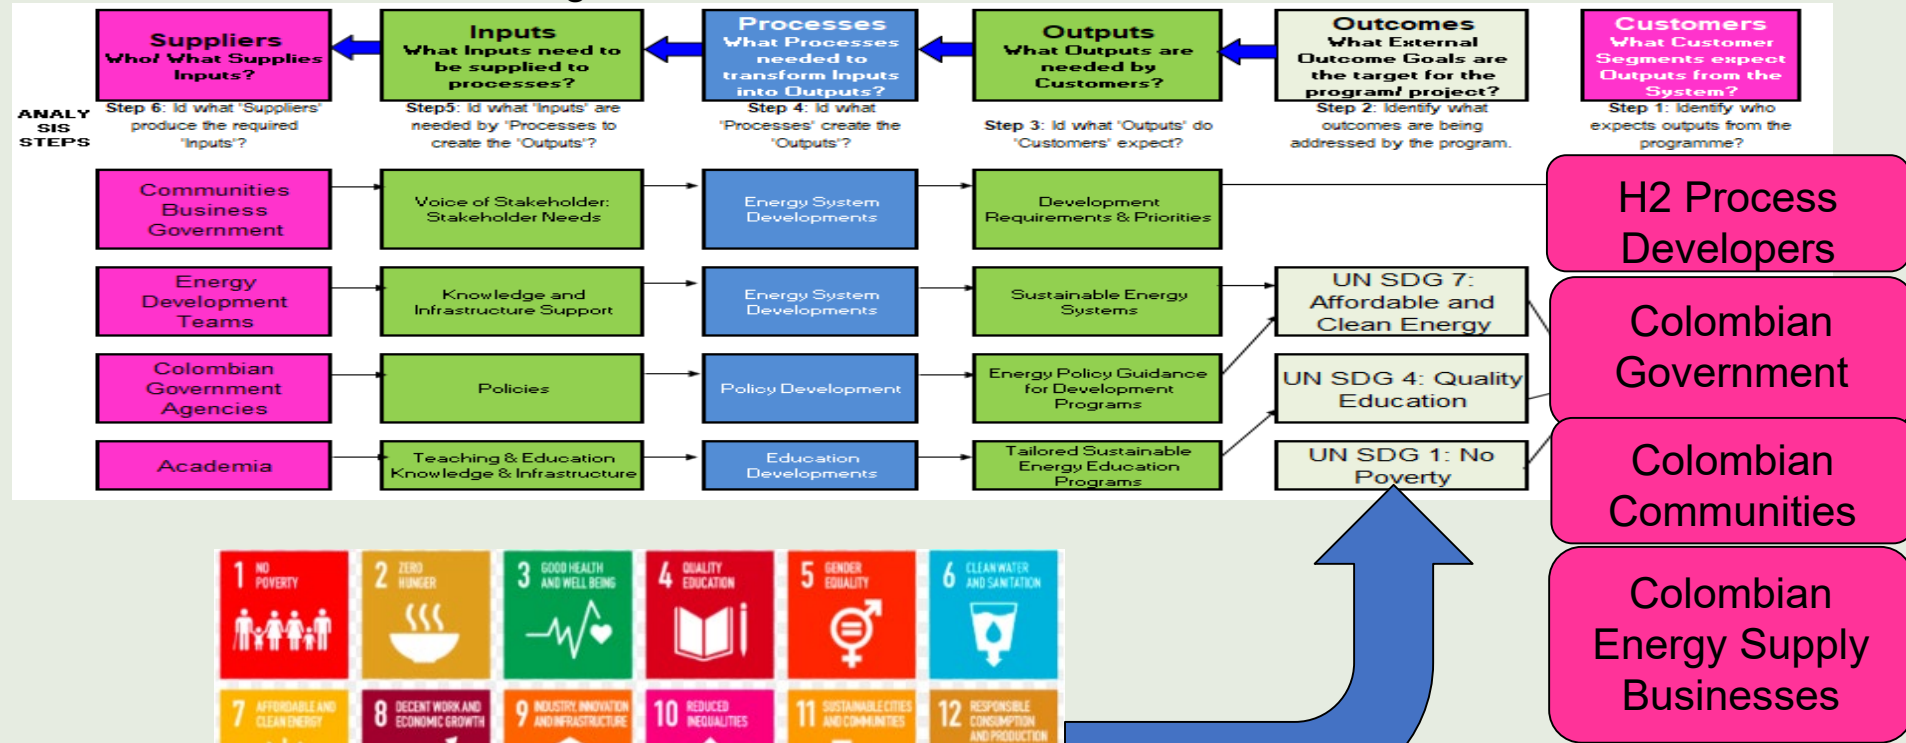 Suppliers
Who/ What Supplies
Inputs?
Inputs
What Inputs need to
be supplied to
processes?
Processes
What Processes
needed to
transform Inputs
into Outputs?
Outputs
What Outputs are
needed by
Customers?
Outcomes
What External
Outcome Goals are
the target for the
program/ project?
Customers
What Customer
Segments expect
Outputs from the
System?
ANALY
SIS
STEPS
Step 6: Id what 'Suppliers'
produce the required
'Inputs'?
Step5: Id what 'Inputs' are
needed by 'Processes to
create the 'Outputs'?
Step 4: Id what
'Processes' create the
'Outputs'?
Step 3: Id what 'Outputs' do
'Customers' expect?
Step 2: Identify what
outcomes are being
addressed by the program.
Step 1: Identify who
expects outputs from the
programme?
Communities
Business
Government
Voice of Stakeholder:
Stakeholder Needs
Energy System
Developments
Development
Requirements & Priorities
H2 Process
Developers
Energy
Development
Teams
Knowledge and
Infrastructure Support
Energy System
Developments
Sustainable Energy
Systems
UN SDG 7:
Affordable and
Clean Energy
Colombian
Government
Colombian
Government
Agencies
Policies
Policy Development
Energy Policy Guidance
for Development
Programs
UN SDG 4: Quality
Education
Colombian
Communities
Academia
Teaching & Education
Knowledge & Infrastructure
Education
Developments
Tailored Sustainable
Energy Education
Programs
UN SDG 1: No
Poverty
Colombian
Energy Supply
Businesses
1 NO
POVERTY
2 ZERO
HUNGER
3 GOOD HEALTH
AND WELL BEING
4 QUALITY
EDUCATION
5 GENDER
EQUALITY
6 CLEAN WATER
AND SANITATION
7 AFFORDABLE AND
CLEAN ENERGY
8 DECENT WORK AND
ECONOMIC GROWTH
9 INDUSTRY, INNOVATION
AND INFRASTRUCTURE
10 REDUCED
INEQUALITIES
11 SUSTAINABLE CITIES
AND COMMUNITIES
12 RESPONSIBLE
CONSUMPTION
AND PRODUCTION